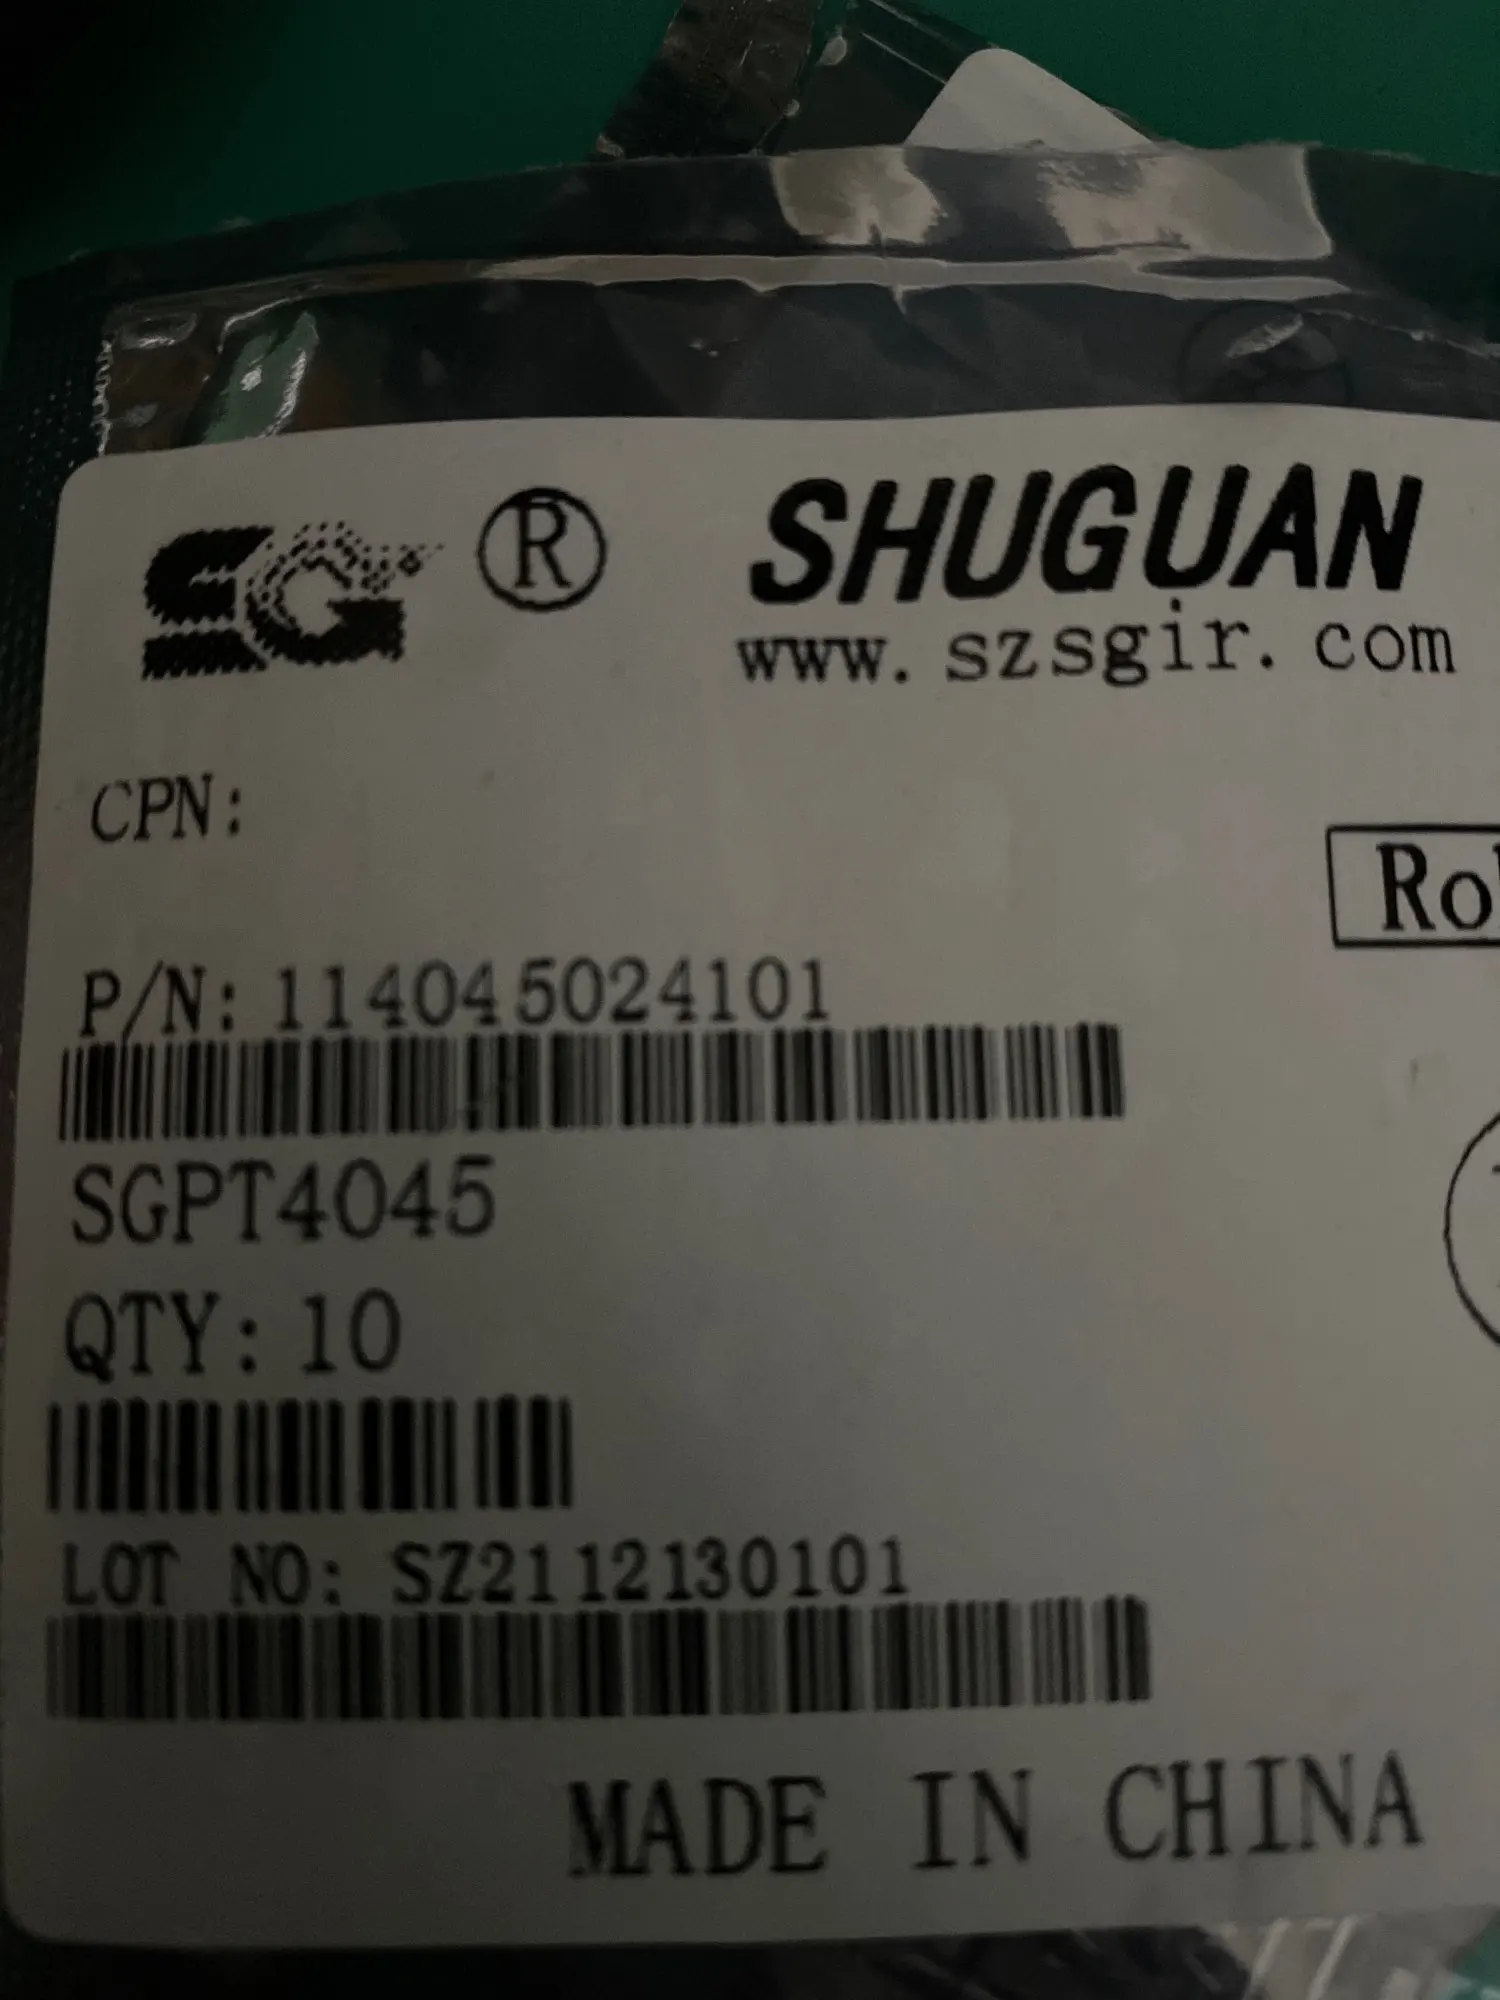 SG ®
SHUGUAN
www.szsgir.com
CPN:
P/N: 114045024101
SGPT4045
QTY: 10
LOT NO: SZ2112130101
MADE IN CHINA